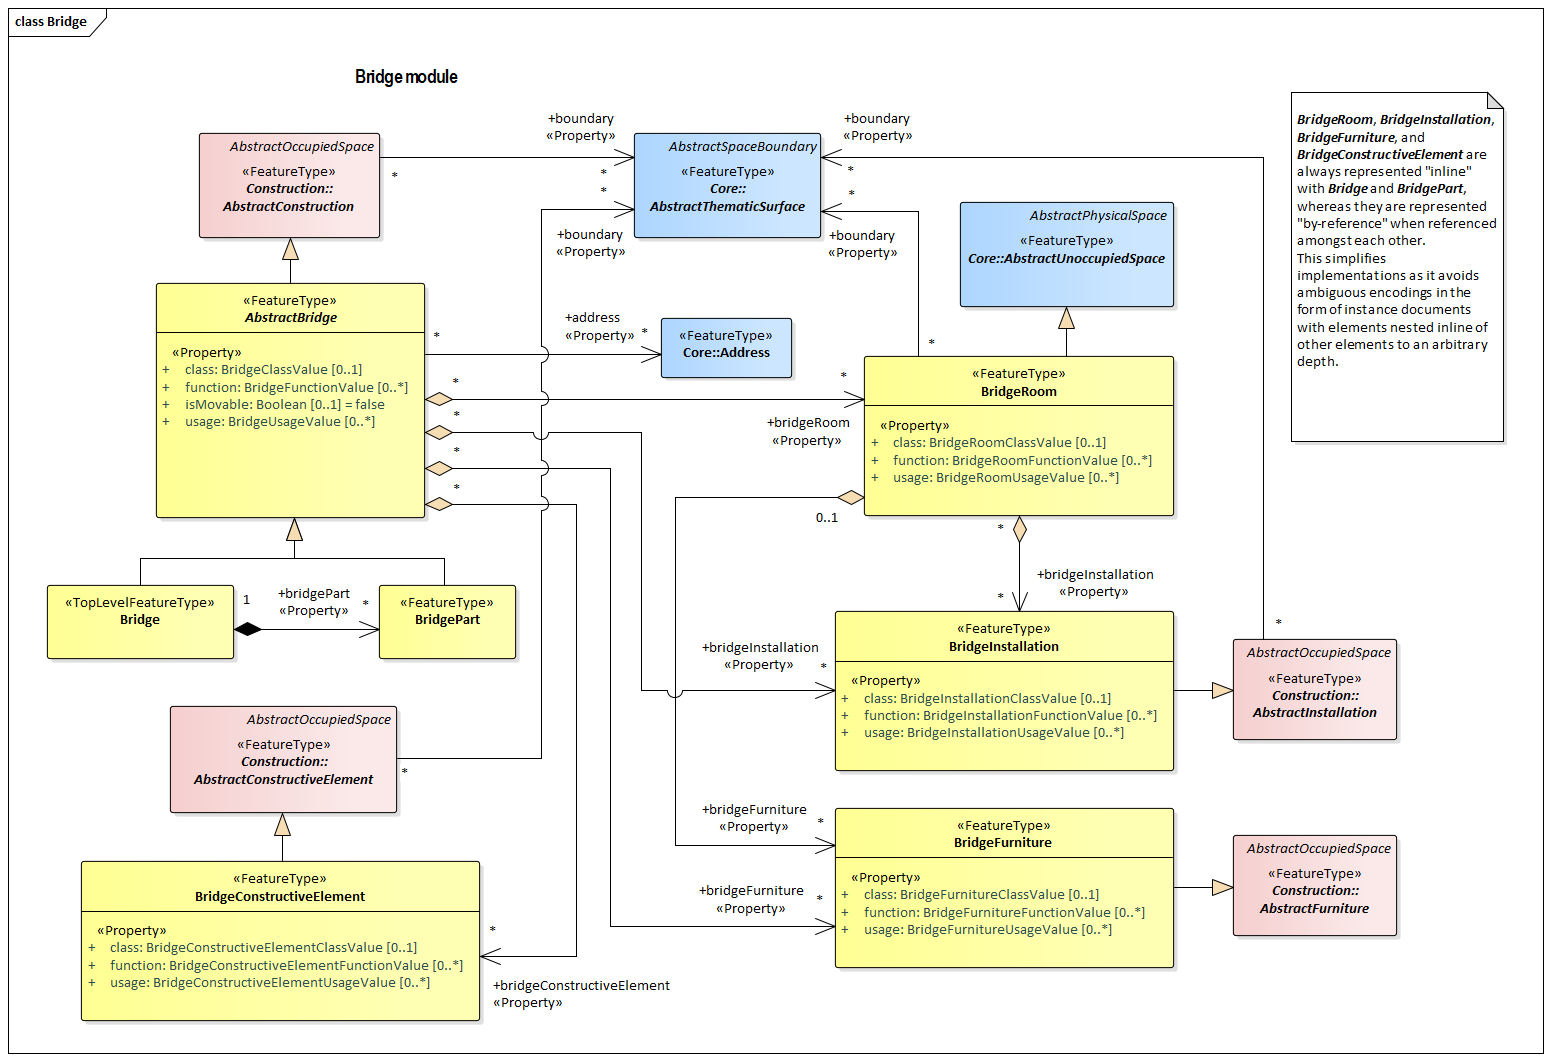 class Bridge
Bridge module
AbstractOccupiedSpace
«FeatureType»
Construction::
AbstractConstruction
+boundary
«Property»
*
*
*
AbstractSpaceBoundary
«FeatureType»
Core::
AbstractThematicSurface
+boundary
«Property»
*
*
+boundary
«Property»
+boundary
«Property»
*
AbstractPhysicalSpace
«FeatureType»
Core::AbstractUnoccupiedSpace
BridgeRoom, BridgeInstallation,
BridgeFurniture, and
BridgeConstructiveElement are
always represented "inline"
with Bridge and BridgePart,
whereas they are represented
"by-reference" when referenced
amongst each other.
This simplifies
implementations as it avoids
ambiguous encodings in the
form of instance documents
with elements nested inline of
other elements to an arbitrary
depth.
«FeatureType»
AbstractBridge
«Property»
+ class: BridgeClassValue [0..1]
+ function: BridgeFunctionValue [0..*]
+ isMovable: Boolean [0..1] = false
+ usage: BridgeUsageValue [0..*]
*
+address
«Property»
*
«FeatureType»
Core::Address
*
*
*
*
*
+bridgeRoom
«Property»
«FeatureType»
BridgeRoom
«Property»
+ class: BridgeRoomClassValue [0..1]
+ function: BridgeRoomFunctionValue [0..*]
+ usage: BridgeRoomUsageValue [0..*]
0..1
*
+bridgeInstallation
«Property»
*
«TopLevelFeatureType»
Bridge
1
+bridgePart
«Property»
*
«FeatureType»
BridgePart
+bridgeInstallation
«Property»
*
«FeatureType»
BridgeInstallation
«Property»
+ class: BridgeInstallationClassValue [0..1]
+ function: BridgeInstallationFunctionValue [0..*]
+ usage: BridgeInstallationUsageValue [0..*]
*
AbstractOccupiedSpace
«FeatureType»
Construction::
AbstractInstallation
AbstractOccupiedSpace
«FeatureType»
Construction::
AbstractConstructiveElement
*
+bridgeFurniture
«Property»
*
+bridgeFurniture
«Property»
*
«FeatureType»
BridgeFurniture
«Property»
+ class: BridgeFurnitureClassValue [0..1]
+ function: BridgeFurnitureFunctionValue [0..*]
+ usage: BridgeFurnitureUsageValue [0..*]
AbstractOccupiedSpace
«FeatureType»
Construction::
AbstractFurniture
«FeatureType»
BridgeConstructiveElement
«Property»
+ class: BridgeConstructiveElementClassValue [0..1]
+ function: BridgeConstructiveElementFunctionValue [0..*]
+ usage: BridgeConstructiveElementUsageValue [0..*]
*
+bridgeConstructiveElement
«Property»